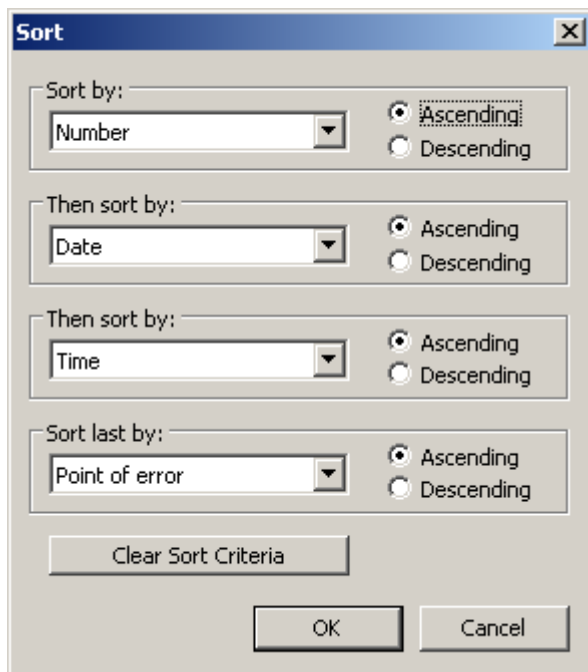 Sort
Sort by:
Number
Ascending
Descending
Then sort by:
Date
Ascending
Descending
Then sort by:
Time
Ascending
Descending
Sort last by:
Point of error
Ascending
Descending
Clear Sort Criteria
OK
Cancel